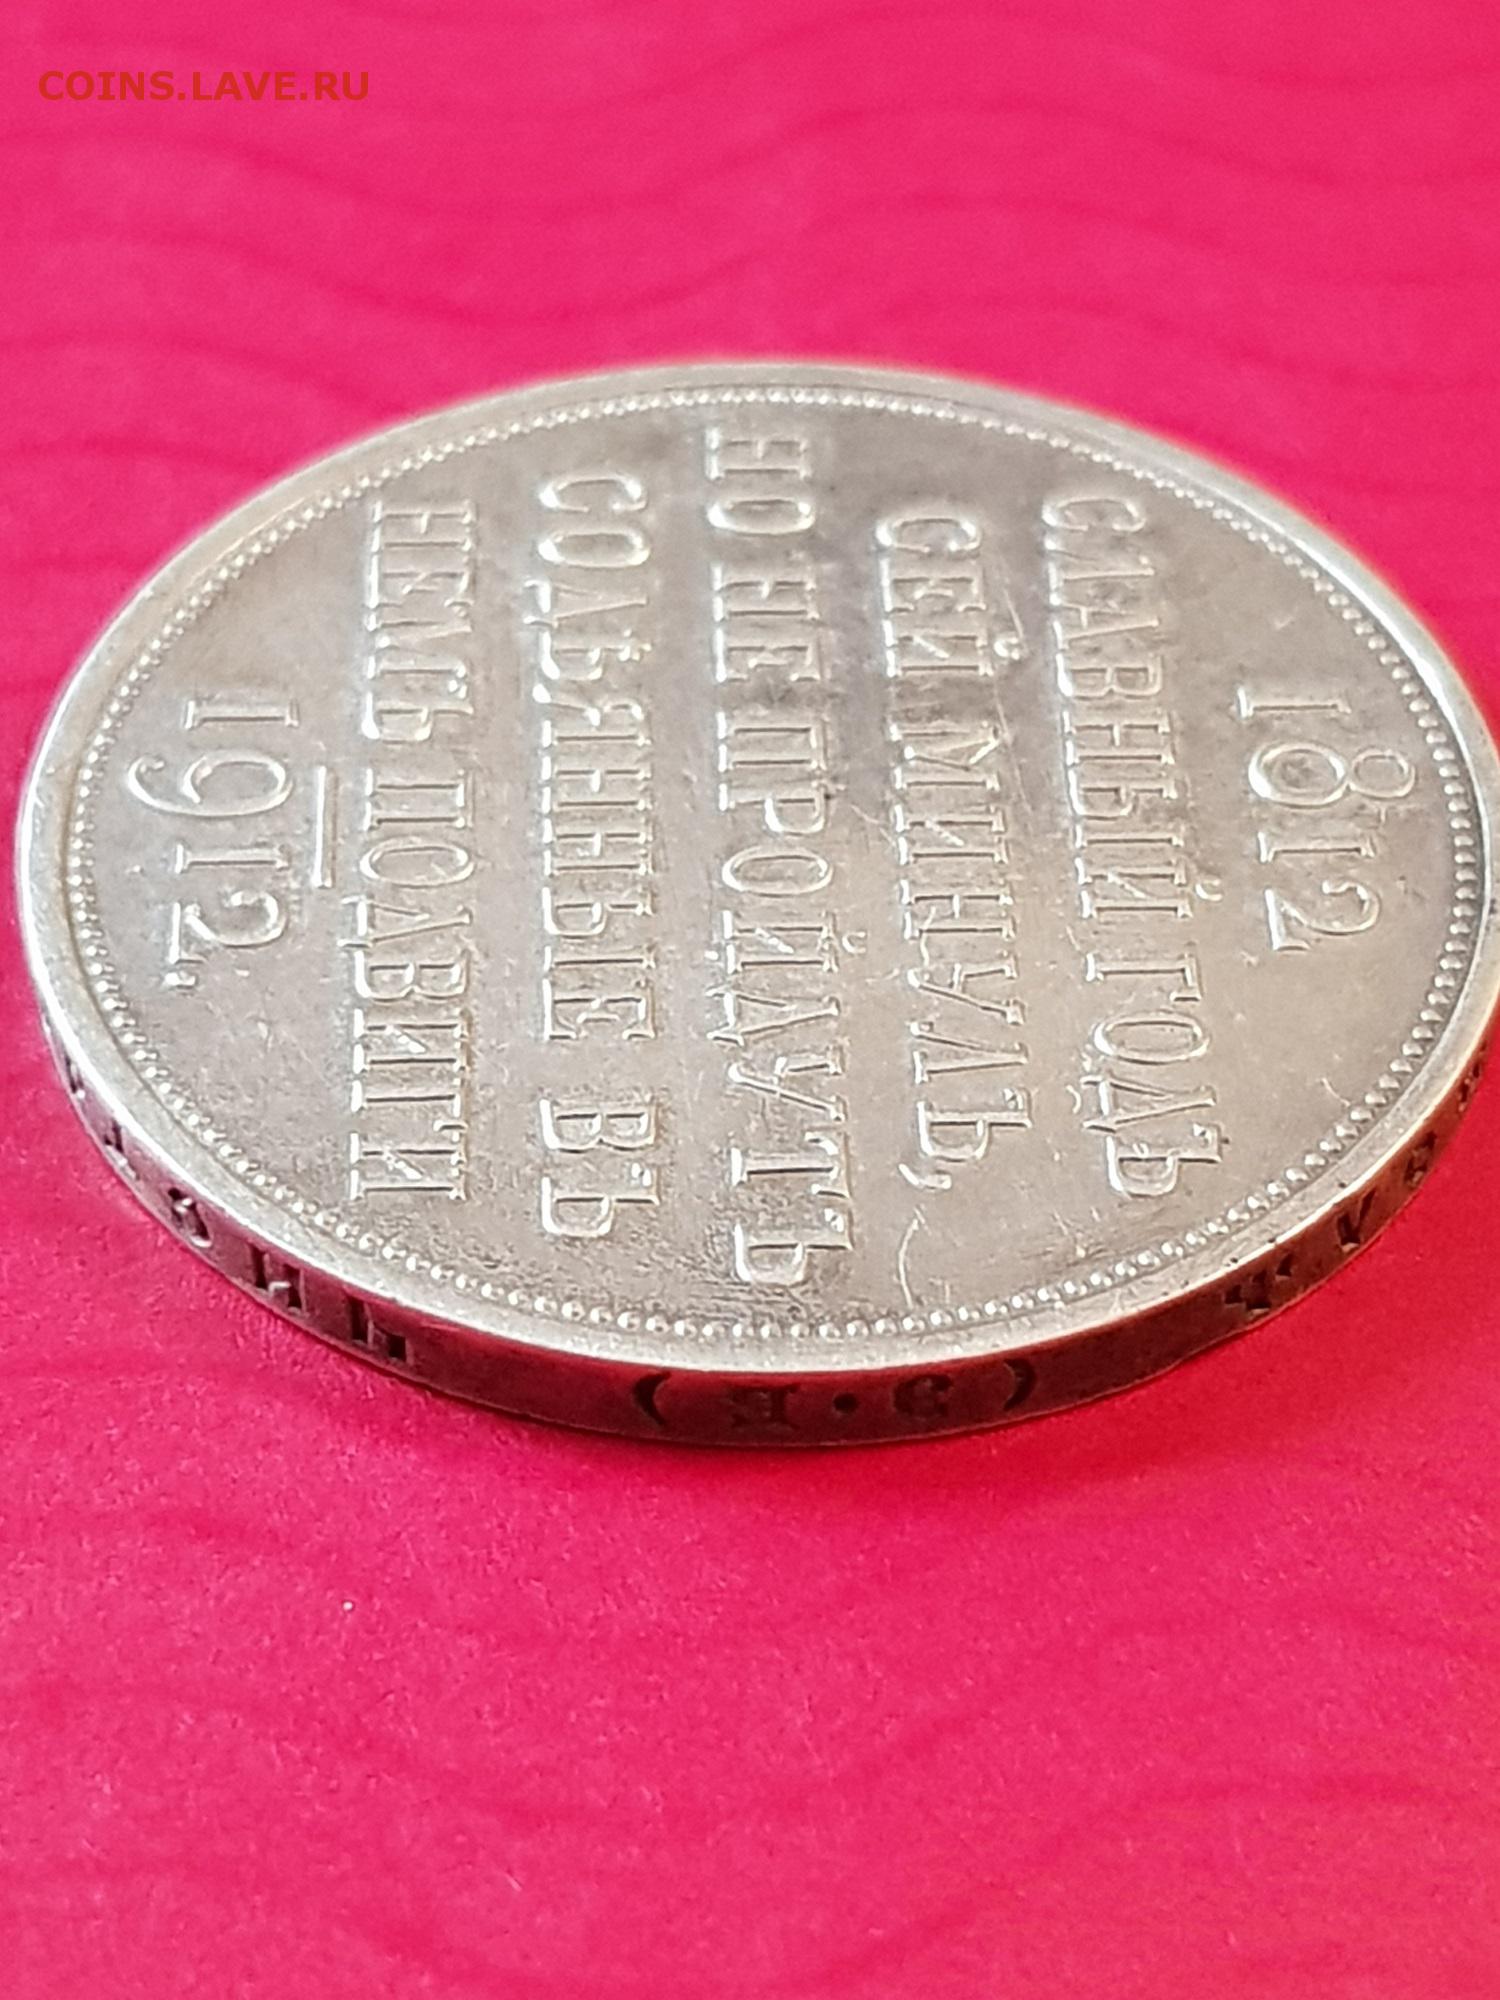 COINS.LAVE.RU
1812
СЛАВНЫЙ ГОДЪ
СЕЙ МИНУЛЪ,
НО НЕ ПРОЙДУТЪ
СОДѢЯННЫЕ ВЪ
НЕМЪ ПОДВИГИ
1912.
(Э·Б)